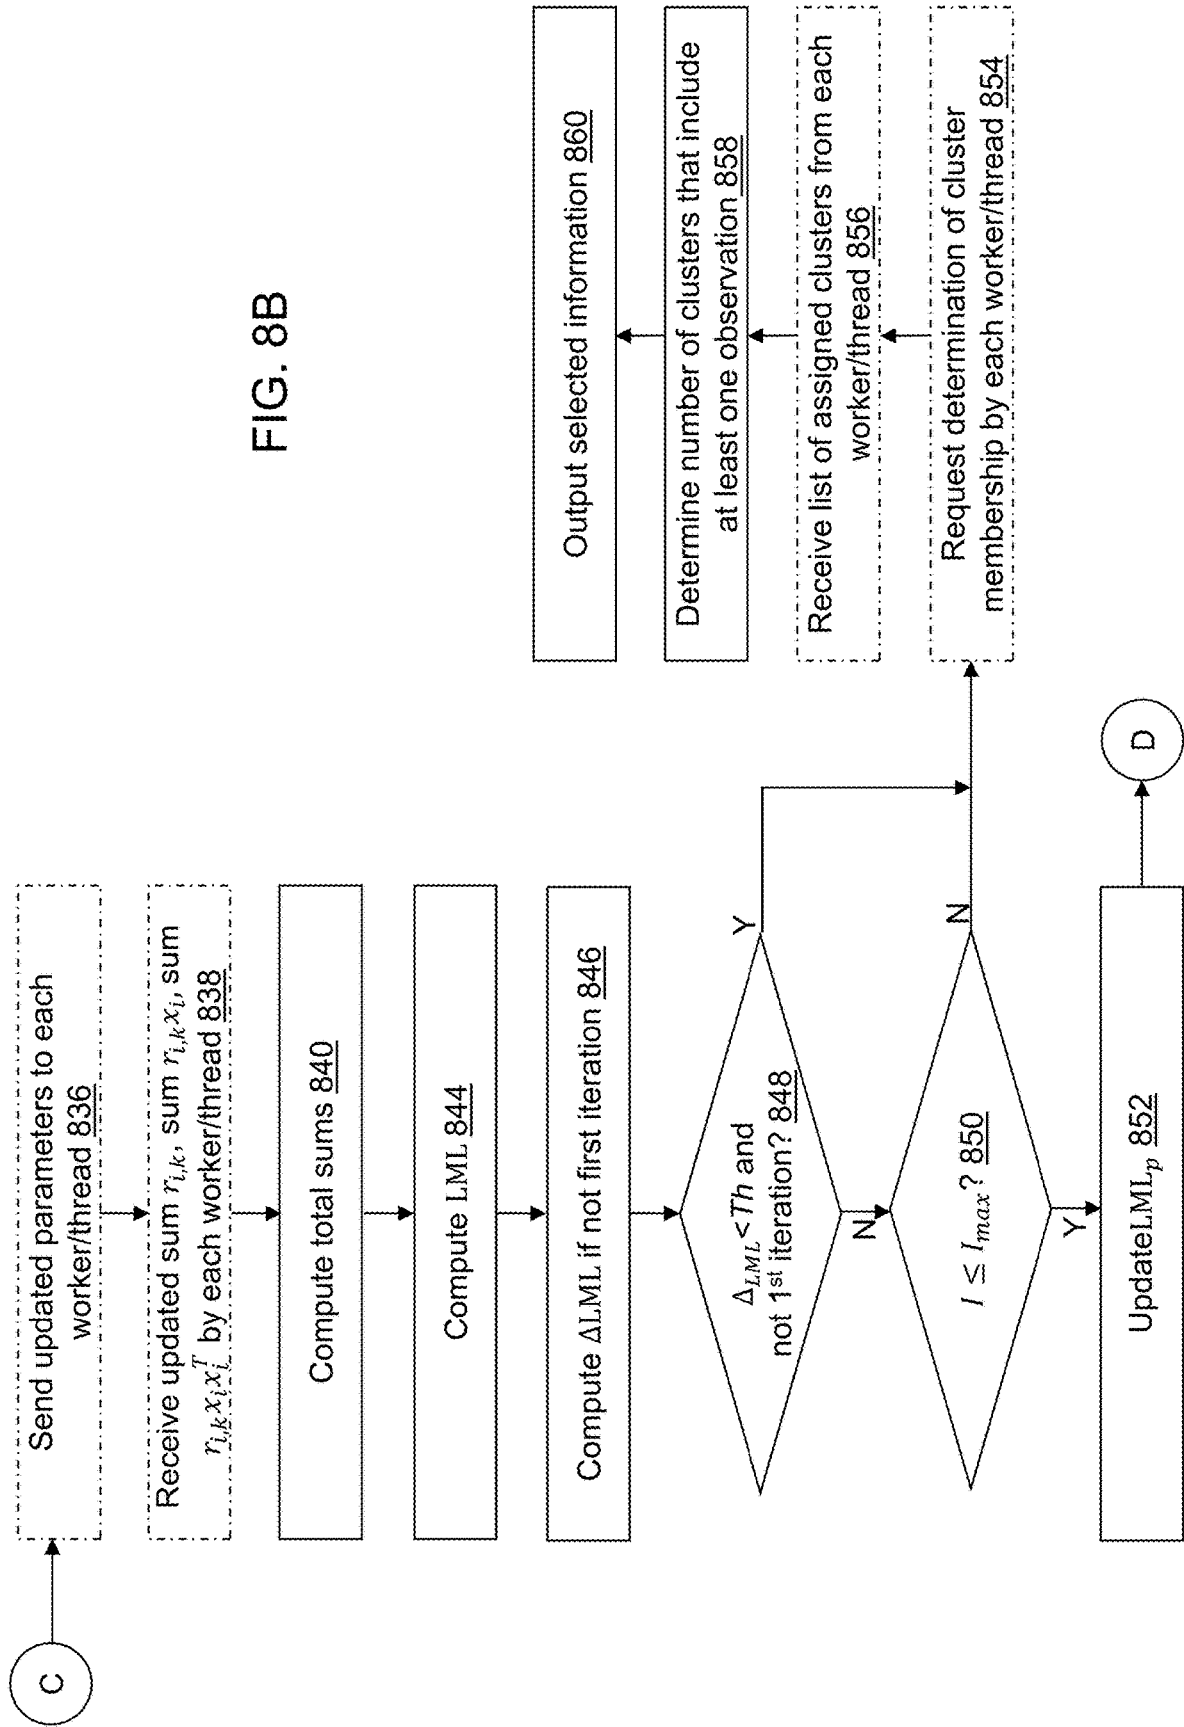 C
Send updated parameters to each
worker/thread 836
Receive updated sum r_{i,k}, sum r_{i,k}x_i, sum
r_{i,k}x_ix_i^T by each worker/thread 838
Compute total sums 840
Compute LML 844
Compute ΔLML if not first iteration 846
Δ_{LML}<Th and
not 1st iteration? 848
Y
N
I ≤ I_{max}? 850
N
Y
UpdateLML_p 852
D
Request determination of cluster
membership by each worker/thread 854
Receive list of assigned clusters from each
worker/thread 856
Determine number of clusters that include
at least one observation 858
Output selected information 860
FIG. 8B